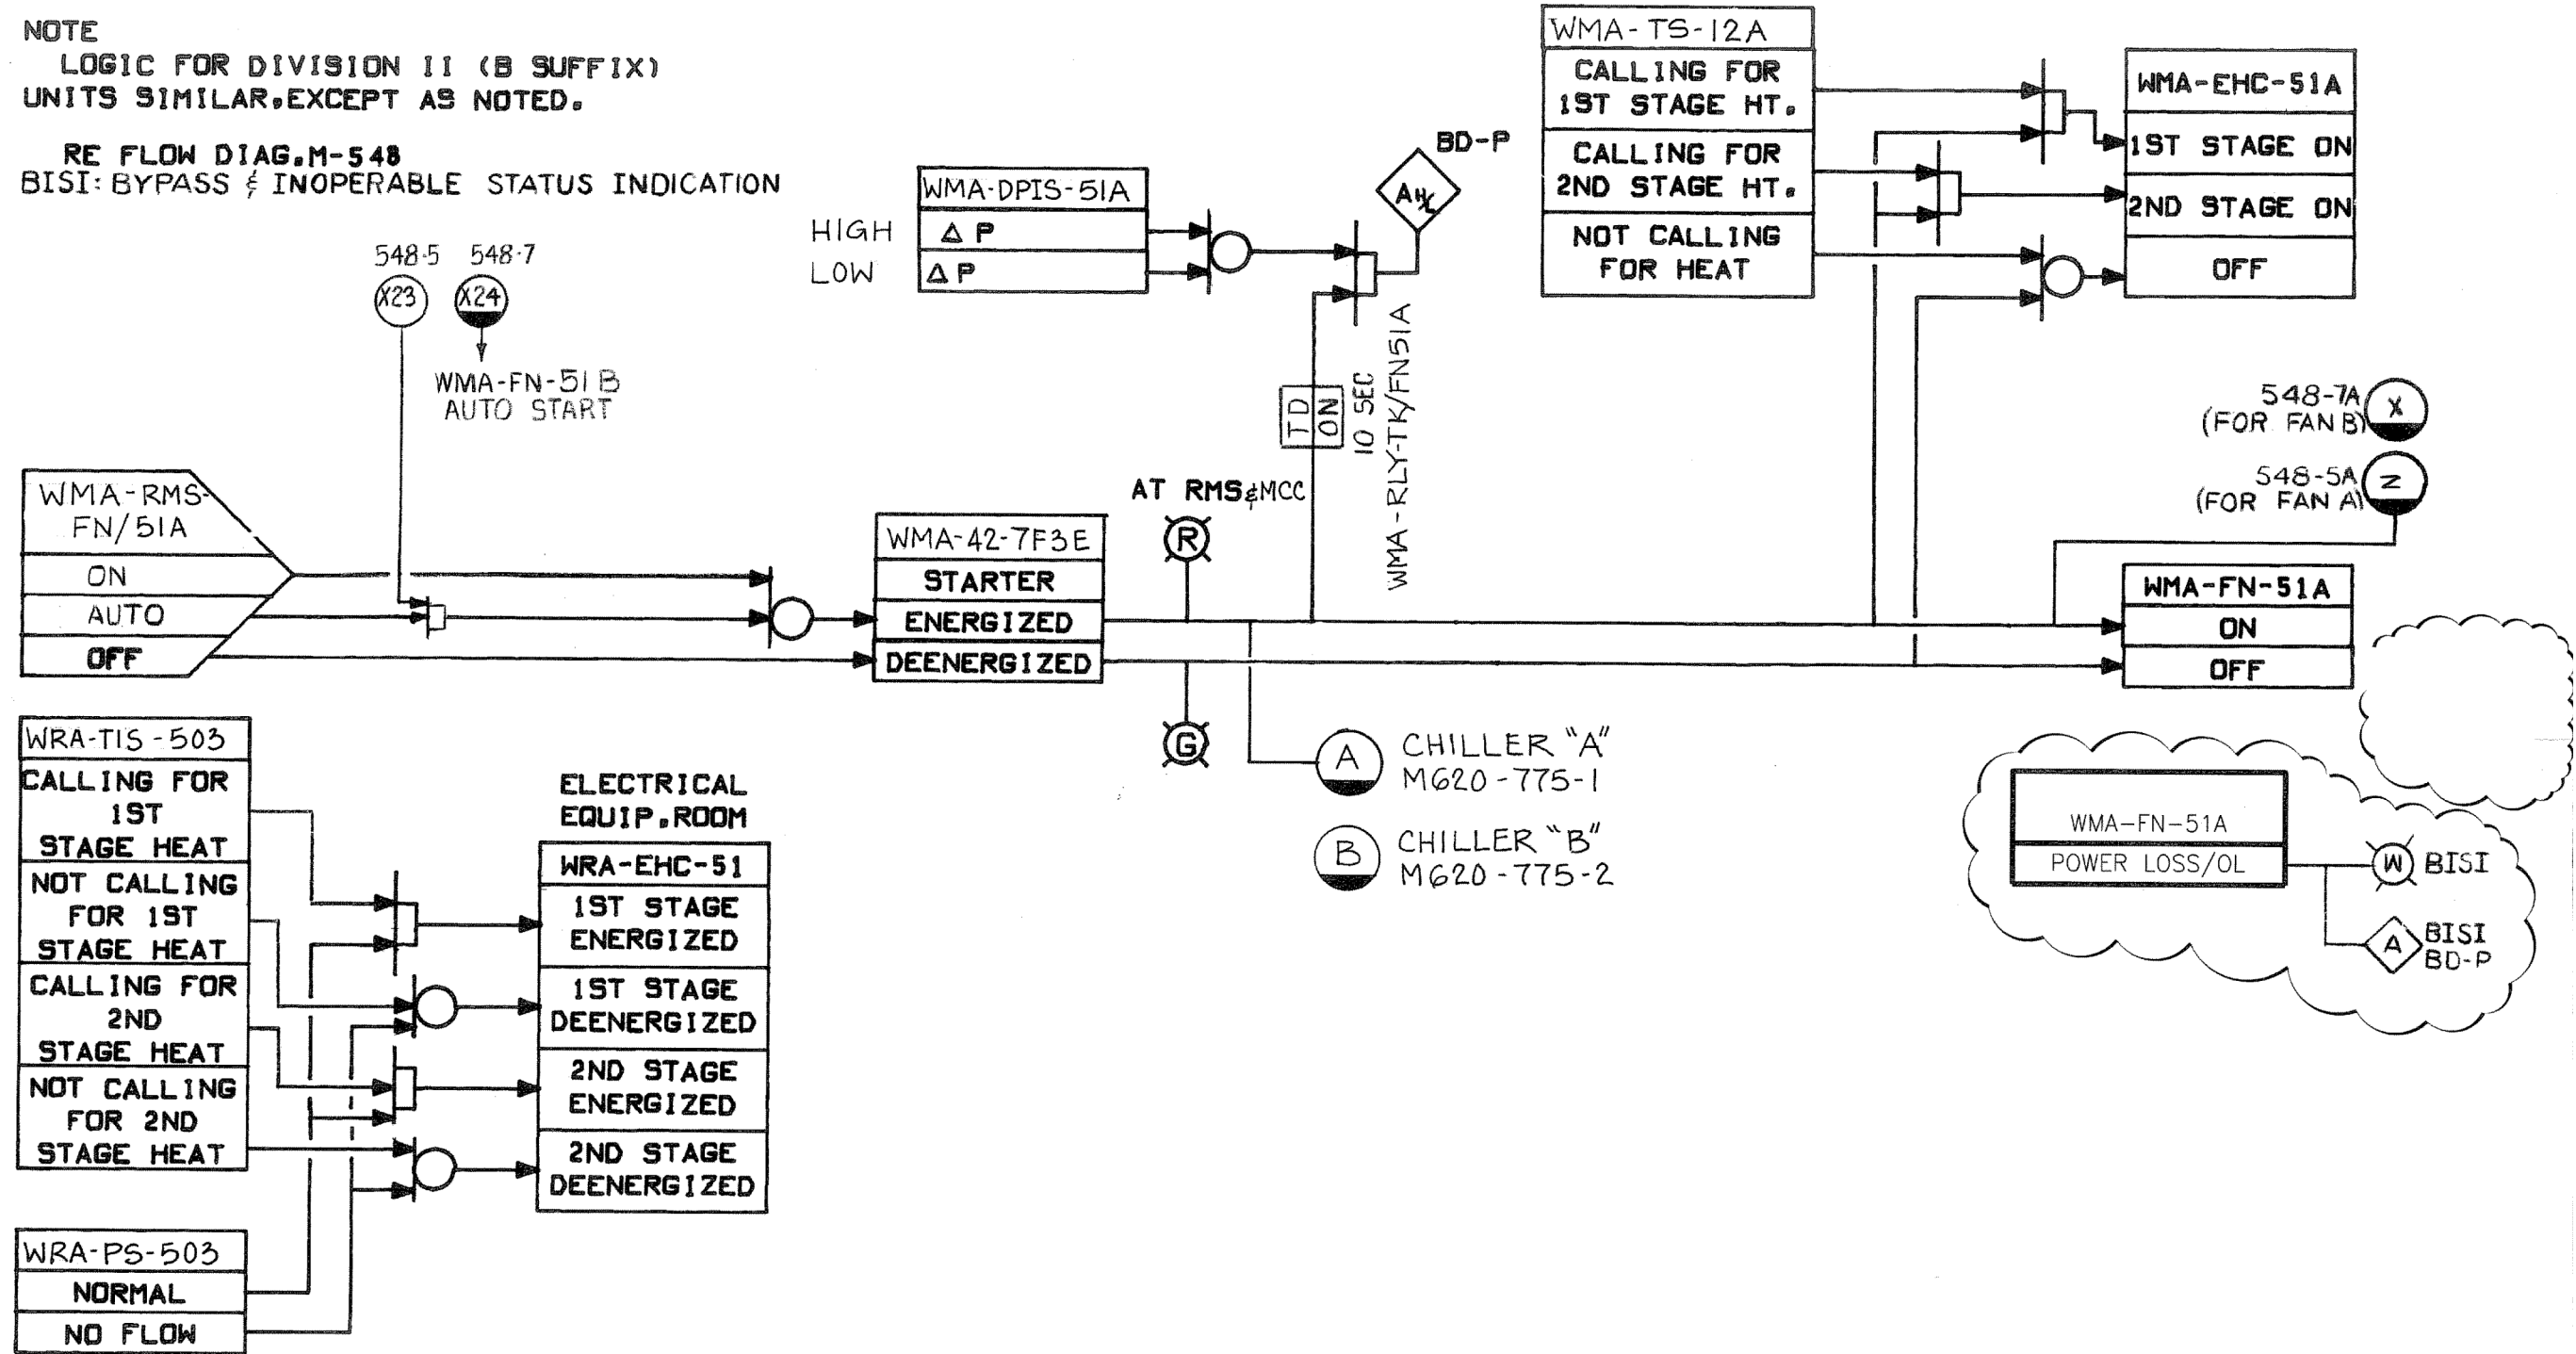 NOTE
LOGIC FOR DIVISION II (B SUFFIX)
UNITS SIMILAR, EXCEPT AS NOTED.
RE FLOW DIAG. M-548
BISI: BYPASS & INOPERABLE STATUS INDICATION
548-5 548-7
X23 X24
WMA-FN-51B
AUTO START
WMA-RMS-
FN/51A
ON
AUTO
OFF
WMA-DPIS-51A
HIGH Δ P
LOW Δ P
BD-P
A H/L
TD
ON
10 SEC
WMA-RLY-TK/FN51A
WMA-TS-12A
CALLING FOR
1ST STAGE HT.
CALLING FOR
2ND STAGE HT.
NOT CALLING
FOR HEAT
WMA-EHC-51A
1ST STAGE ON
2ND STAGE ON
OFF
548-7A
(FOR FAN B)
X
548-5A
(FOR FAN A)
Z
AT RMS & MCC
R
WMA-42-7F3E
STARTER
ENERGIZED
DEENERGIZED
G
WMA-FN-51A
ON
OFF
A
CHILLER "A"
M620-775-1
B
CHILLER "B"
M620-775-2
WMA-FN-51A
POWER LOSS/OL
W BISI
A
BISI
BD-P
WRA-TIS-503
CALLING FOR
1ST
STAGE HEAT
NOT CALLING
FOR 1ST
STAGE HEAT
CALLING FOR
2ND
STAGE HEAT
NOT CALLING
FOR 2ND
STAGE HEAT
ELECTRICAL
EQUIP. ROOM
WRA-EHC-51
1ST STAGE
ENERGIZED
1ST STAGE
DEENERGIZED
2ND STAGE
ENERGIZED
2ND STAGE
DEENERGIZED
WRA-PS-503
NORMAL
NO FLOW